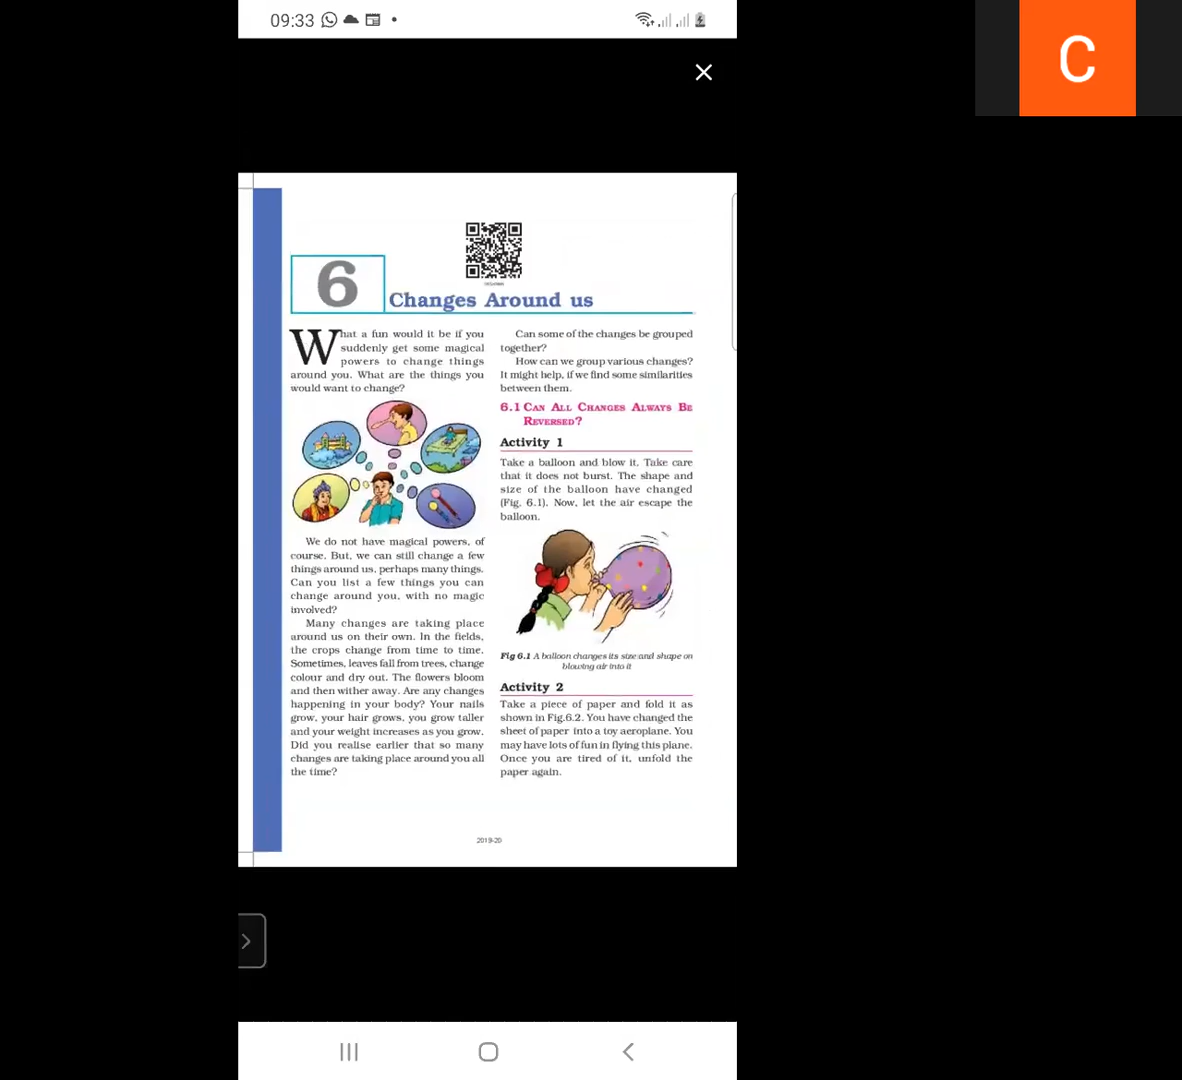 09:33
C
6
Changes Around us
What a fun would it be if you
suddenly get some magical
powers to change things
around you. What are the things you
would want to change?
We do not have magical powers, of
course. But, we can still change a few
things around us, perhaps many things.
Can you list a few things you can
change around you, with no magic
involved?
Many changes are taking place
around us on their own. In the fields,
the crops change from time to time.
Sometimes, leaves fall from trees, change
colour and dry out. The flowers bloom
and then wither away. Are any changes
happening in your body? Your nails
grow, your hair grows, you grow taller
and your weight increases as you grow.
Did you realise earlier that so many
changes are taking place around you all
the time?
Can some of the changes be grouped
together?
How can we group various changes?
It might help, if we find some similarities
between them.
6.1 CAN ALL CHANGES ALWAYS BE
REVERSED?
Activity 1
Take a balloon and blow it. Take care
that it does not burst. The shape and
size of the balloon have changed
(Fig. 6.1). Now, let the air escape the
balloon.
Fig 6.1 A balloon changes its size and shape on
blowing air into it
Activity 2
Take a piece of paper and fold it as
shown in Fig.6.2. You have changed the
sheet of paper into a toy aeroplane. You
may have lots of fun in flying this plane.
Once you are tired of it, unfold the
paper again.
2019-20